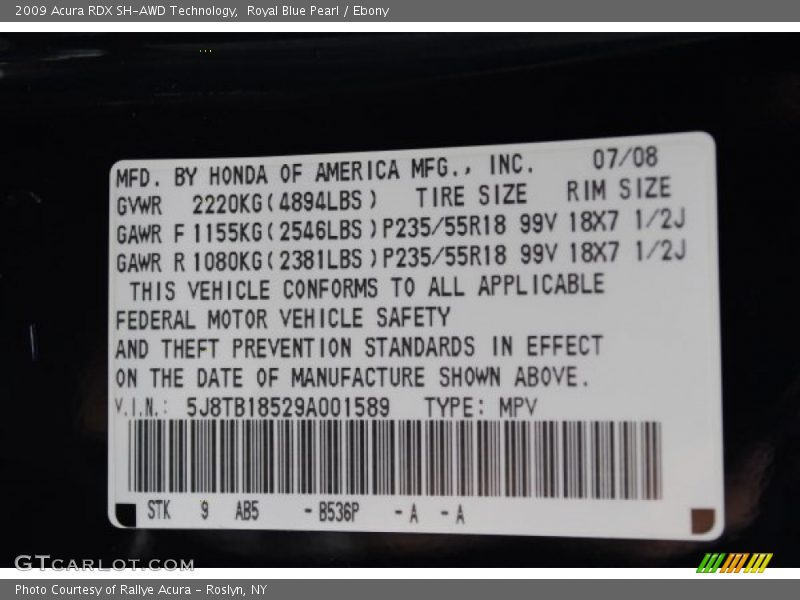 2009 Acura RDX SH-AWD Technology,  Royal Blue Pearl / Ebony
MFD. BY HONDA OF AMERICA MFG., INC. 07/08
GVWR 2220KG(4894LBS) TIRE SIZE RIM SIZE
GAWR F 1155KG(2546LBS)P235/55R18 99V 18X7 1/2J
GAWR R 1080KG(2381LBS)P235/55R18 99V 18X7 1/2J
THIS VEHICLE CONFORMS TO ALL APPLICABLE
FEDERAL MOTOR VEHICLE SAFETY
AND THEFT PREVENTION STANDARDS IN EFFECT
ON THE DATE OF MANUFACTURE SHOWN ABOVE.
V.I.N.: 5J8TB18529A001589 TYPE: MPV
STK 9 AB5 -B536P -A -A
GTCARLOT.COM
Photo Courtesy of Rallye Acura - Roslyn, NY